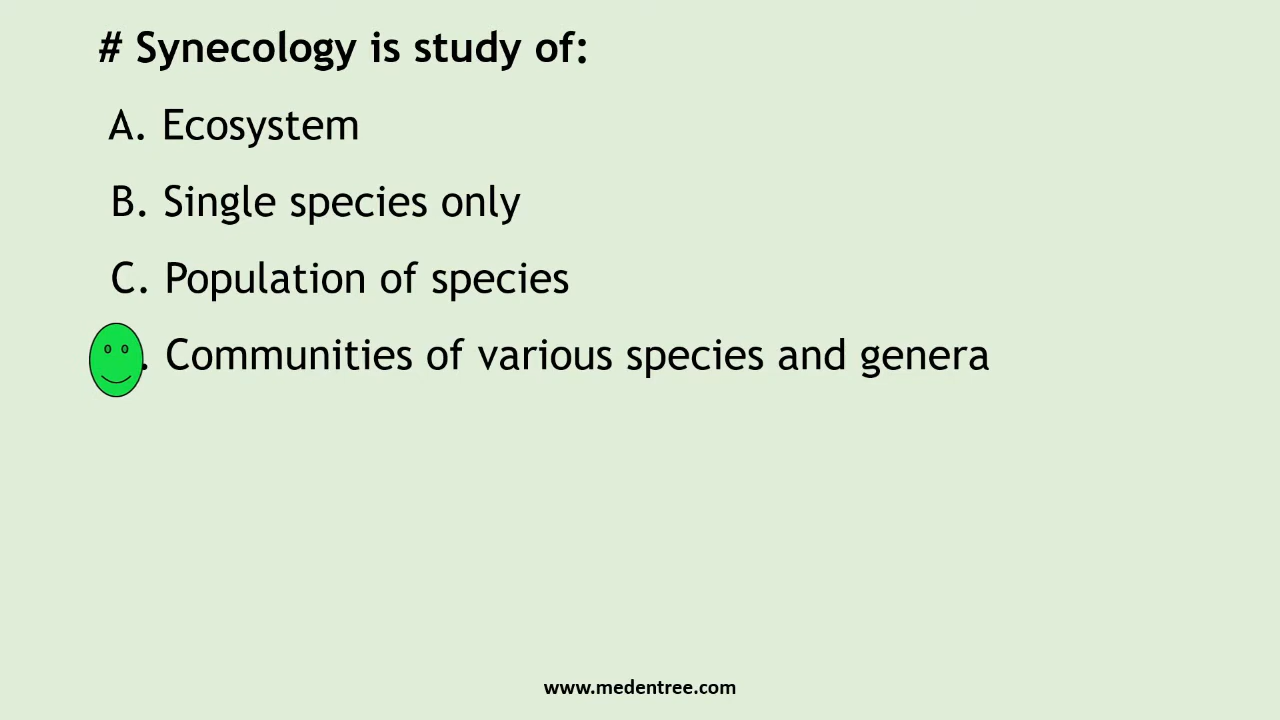 # Synecology is study of:
A. Ecosystem
B. Single species only
C. Population of species
. Communities of various species and genera
www.medentree.com